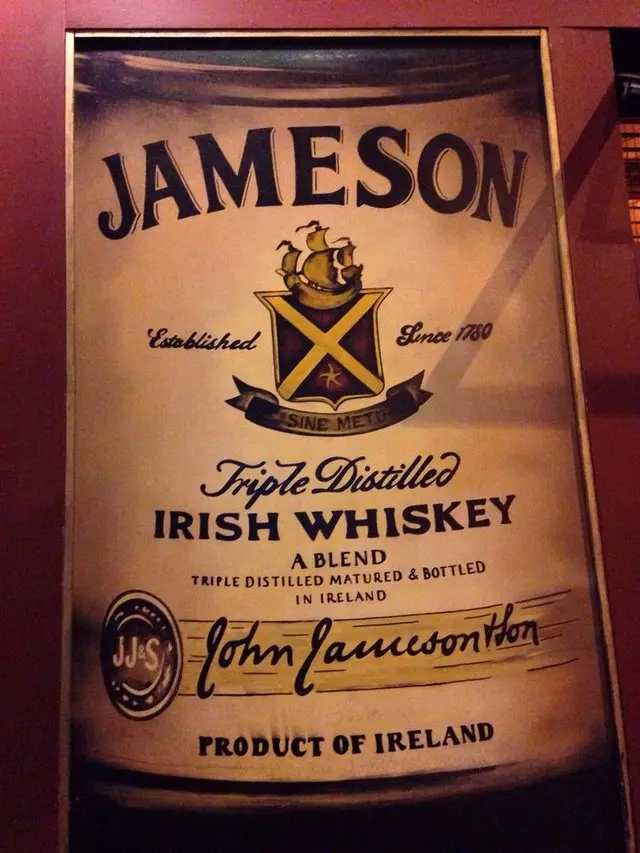 JAMESON
Established Since 1780
SINE METU
Triple Distilled
IRISH WHISKEY
A BLEND
TRIPLE DISTILLED MATURED & BOTTLED
IN IRELAND
JJ&S
John Jameson & Son
PRODUCT OF IRELAND